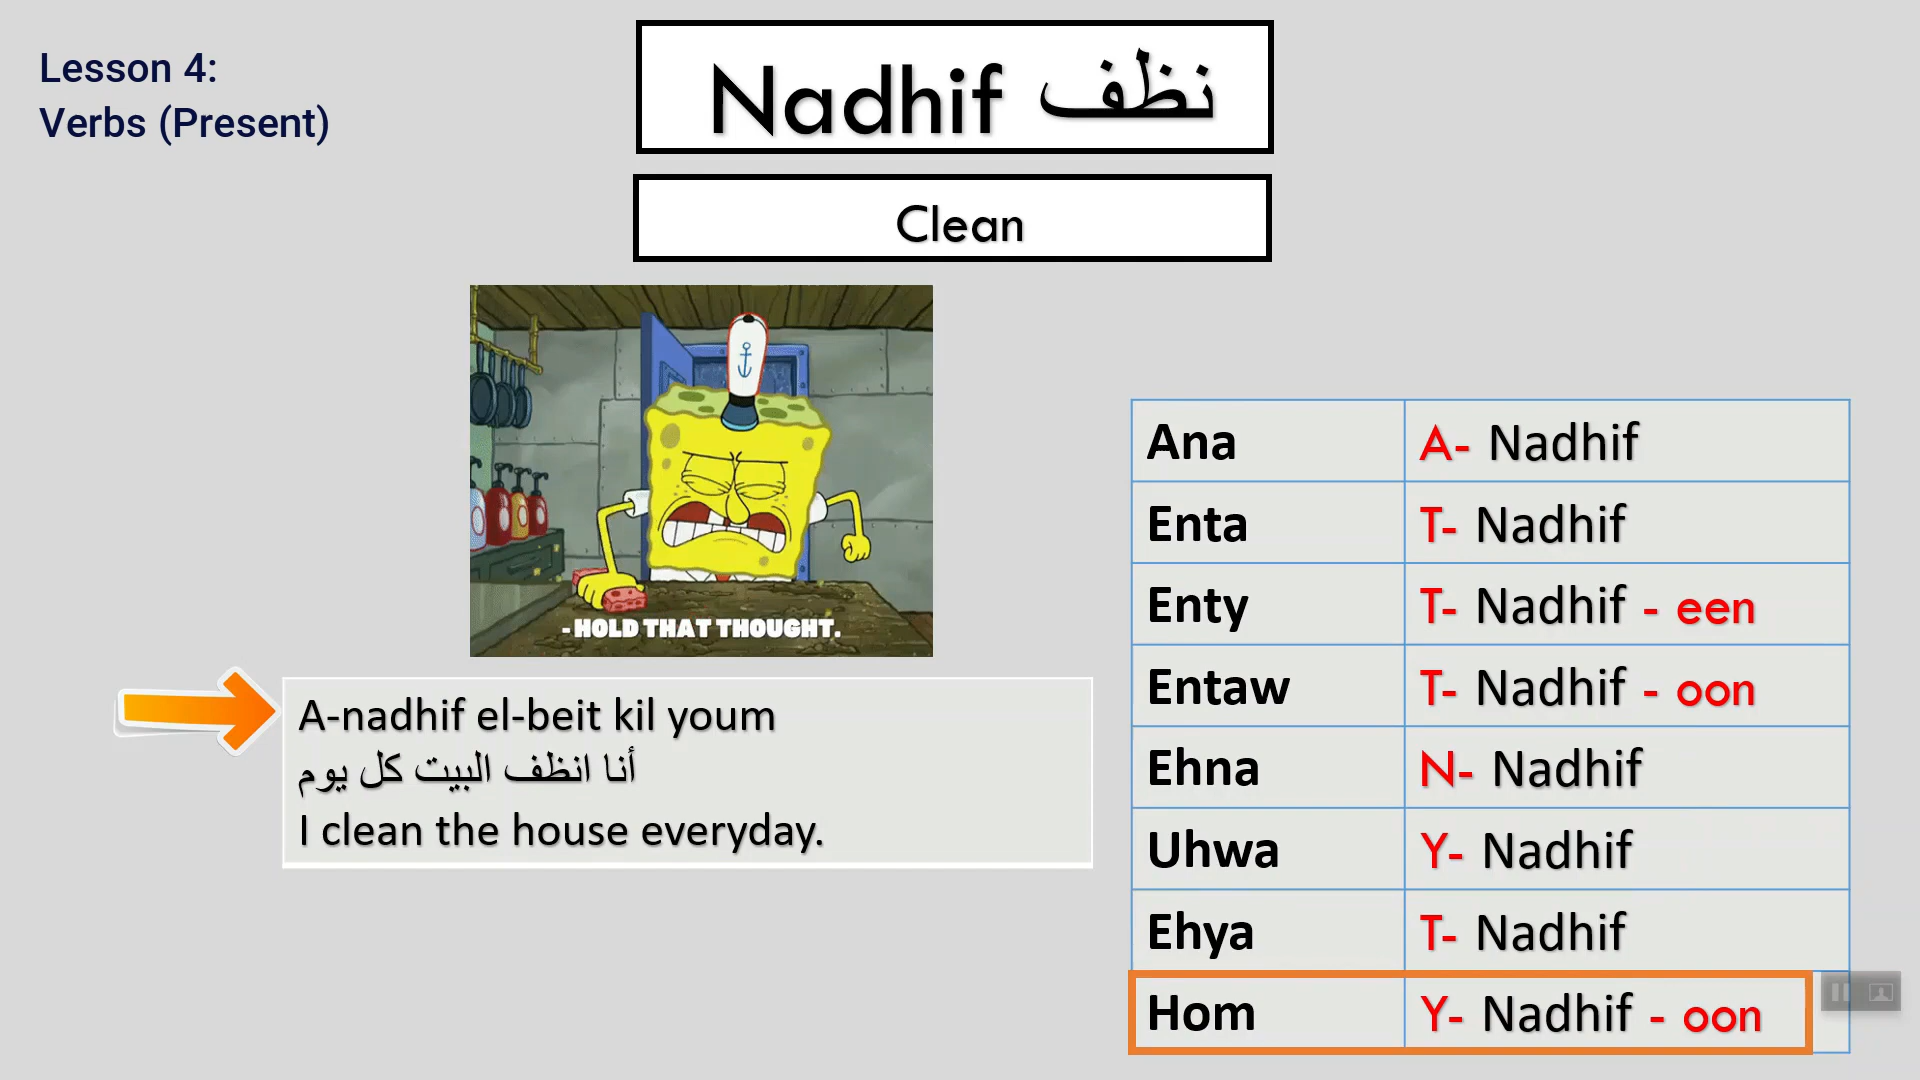 Lesson 4:
Verbs (Present)
Nadhif نظف
Clean
- HOLD THAT THOUGHT.
A-nadhif el-beit kil youm
أنا انظف البيت كل يوم
I clean the house everyday.
Ana A- Nadhif
Enta T- Nadhif
Enty T- Nadhif - een
Entaw T- Nadhif - oon
Ehna N- Nadhif
Uhwa Y- Nadhif
Ehya T- Nadhif
Hom Y- Nadhif - oon